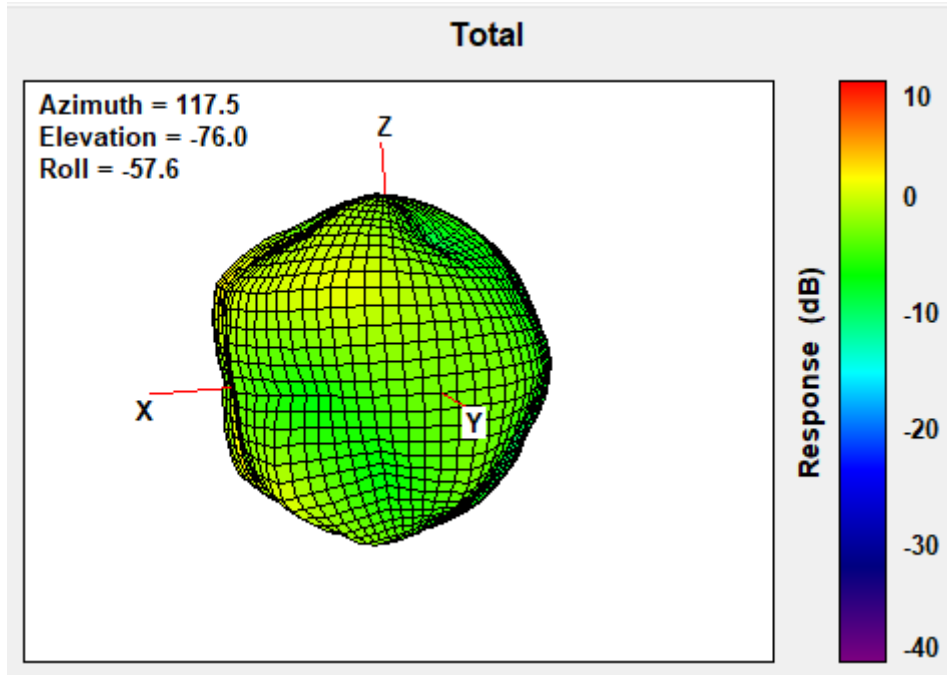 Total
Azimuth = 117.5
Elevation = -76.0
Roll = -57.6
Z
X
Y
Response (dB)
10
0
-10
-20
-30
-40